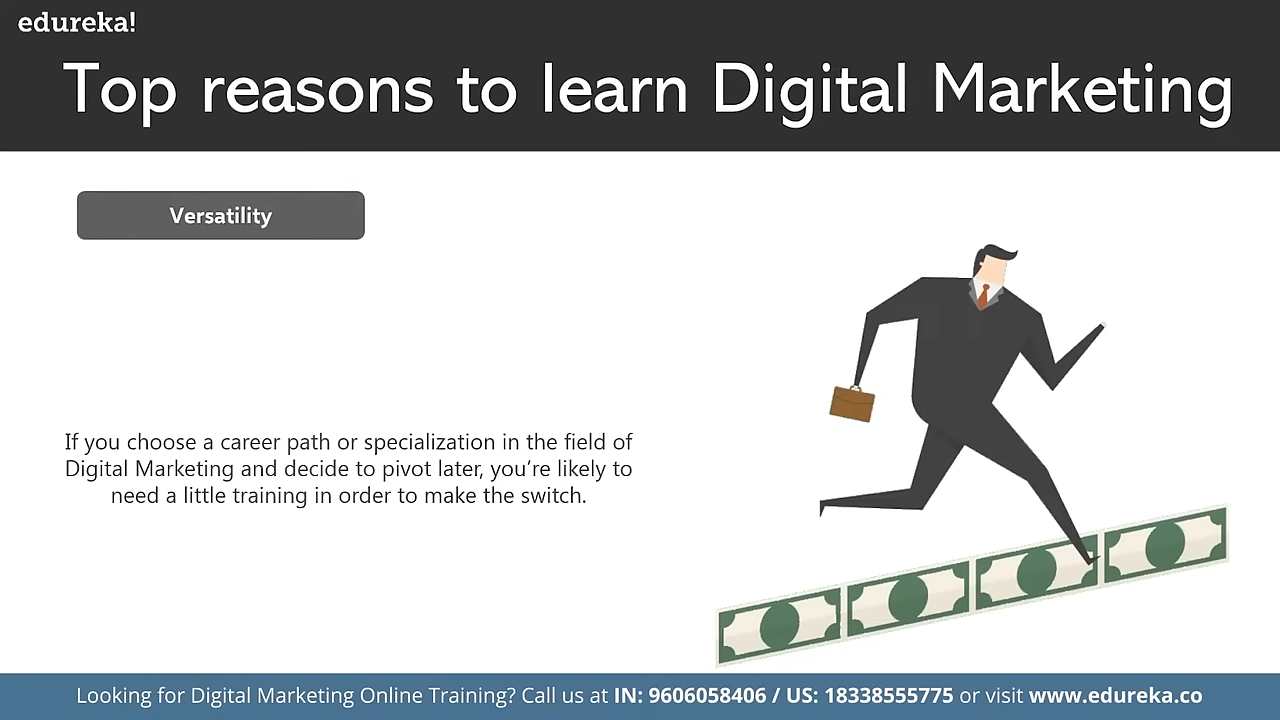 edureka!
Top reasons to learn Digital Marketing
Versatility
If you choose a career path or specialization in the field of
Digital Marketing and decide to pivot later, you’re likely to
need a little training in order to make the switch.
Looking for Digital Marketing Online Training? Call us at IN: 9606058406 / US: 18338555775 or visit www.edureka.co